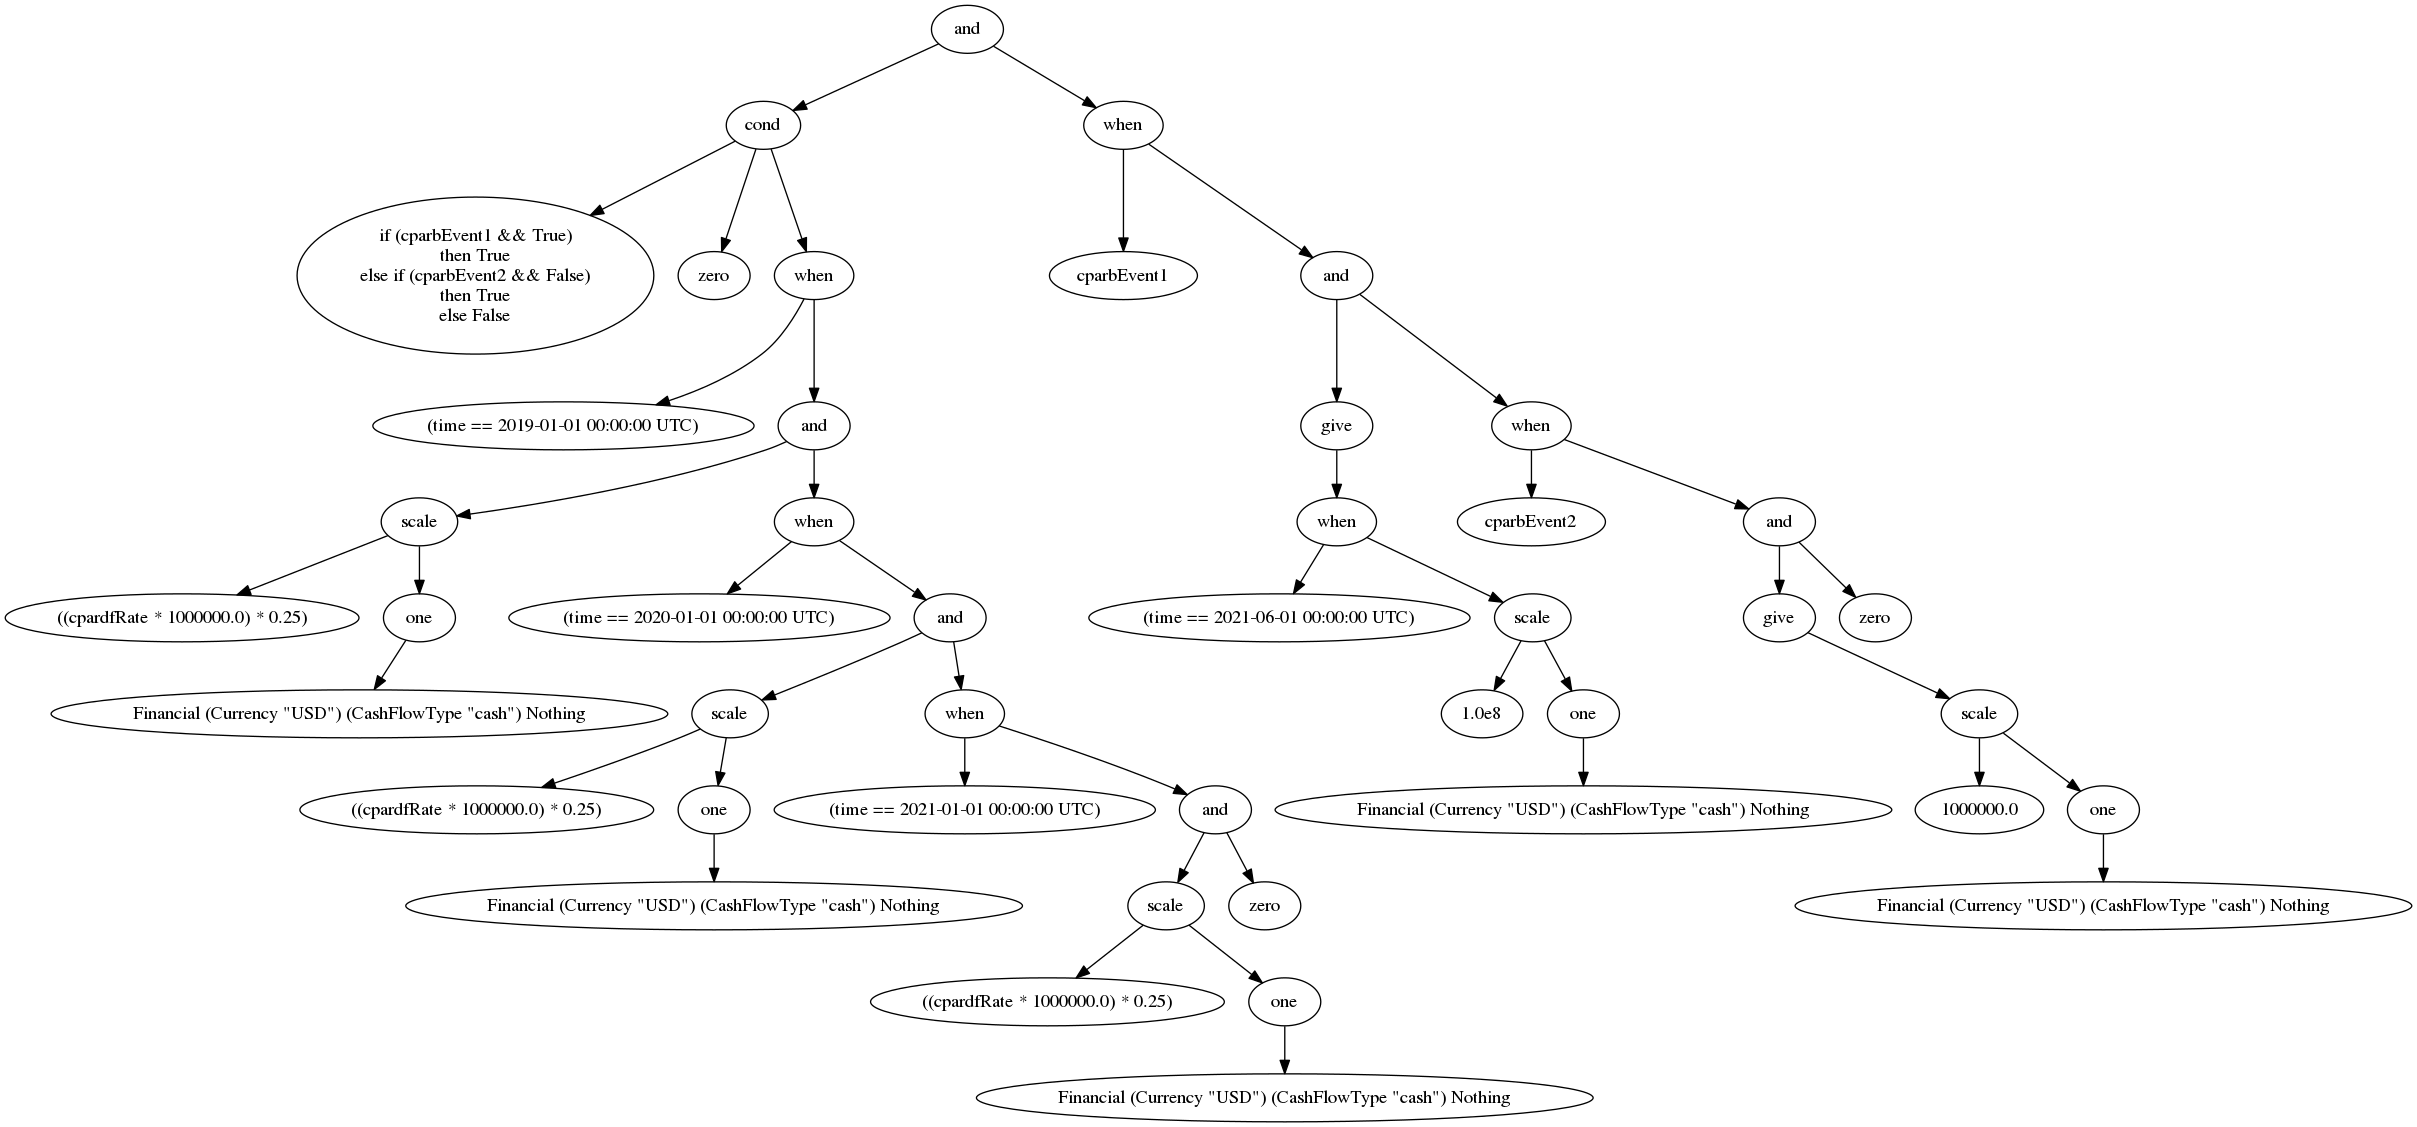 and
cond
when
if (cparbEvent1 && True)
then True
else if (cparbEvent2 && False)
then True
else False
zero
when
cparbEvent1
and
(time == 2019-01-01 00:00:00 UTC)
and
give
when
scale
when
when
cparbEvent2
and
((cpardfRate * 1000000.0) * 0.25)
one
(time == 2020-01-01 00:00:00 UTC)
and
(time == 2021-06-01 00:00:00 UTC)
scale
give
zero
Financial (Currency "USD") (CashFlowType "cash") Nothing
scale
when
1.0e8
one
scale
((cpardfRate * 1000000.0) * 0.25)
one
(time == 2021-01-01 00:00:00 UTC)
and
Financial (Currency "USD") (CashFlowType "cash") Nothing
1000000.0
one
Financial (Currency "USD") (CashFlowType "cash") Nothing
scale
zero
Financial (Currency "USD") (CashFlowType "cash") Nothing
((cpardfRate * 1000000.0) * 0.25)
one
Financial (Currency "USD") (CashFlowType "cash") Nothing